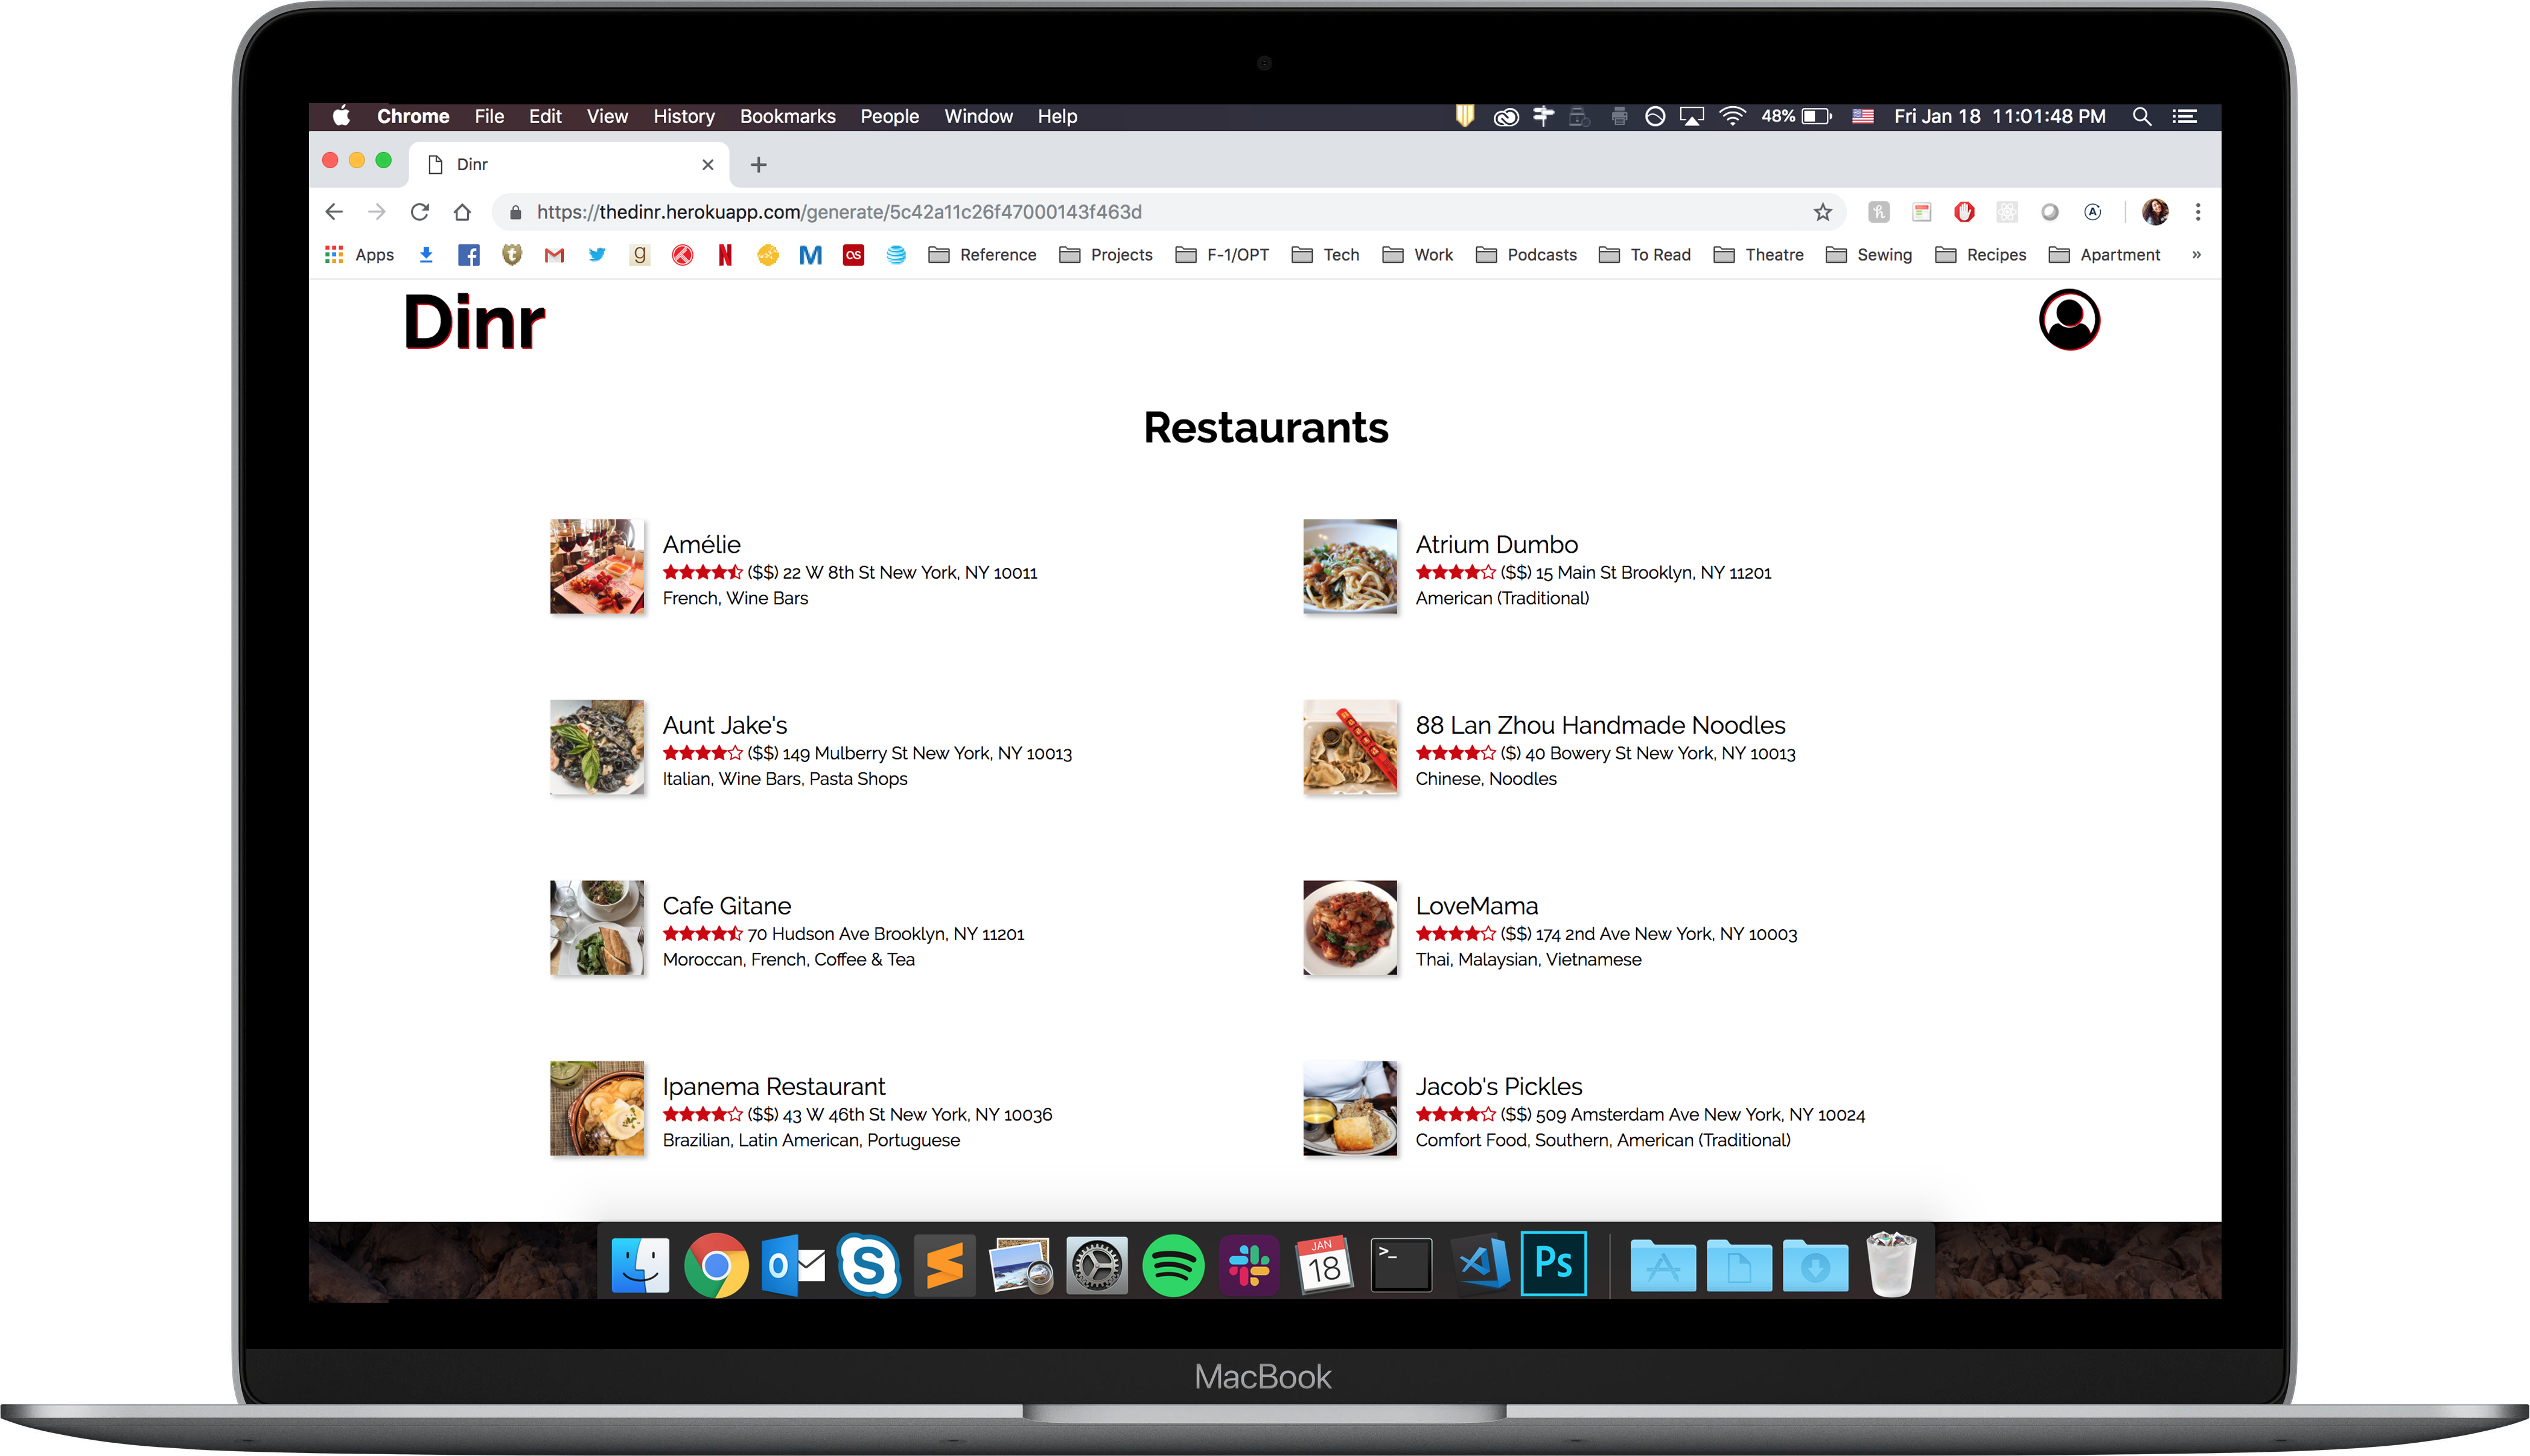 Chrome File Edit View History Bookmarks People Window Help 48% Fri Jan 18 11:01:48 PM
Dinr
https://thedinr.herokuapp.com/generate/5c42a11c26f47000143f463d
Apps Reference Projects F-1/OPT Tech Work Podcasts To Read Theatre Sewing Recipes Apartment »
Dinr
Restaurants
Amélie
($$) 22 W 8th St New York, NY 10011
French, Wine Bars
Atrium Dumbo
($$) 15 Main St Brooklyn, NY 11201
American (Traditional)
Aunt Jake's
($$) 149 Mulberry St New York, NY 10013
Italian, Wine Bars, Pasta Shops
88 Lan Zhou Handmade Noodles
($) 40 Bowery St New York, NY 10013
Chinese, Noodles
Cafe Gitane
70 Hudson Ave Brooklyn, NY 11201
Moroccan, French, Coffee & Tea
LoveMama
($$) 174 2nd Ave New York, NY 10003
Thai, Malaysian, Vietnamese
Ipanema Restaurant
($$) 43 W 46th St New York, NY 10036
Brazilian, Latin American, Portuguese
Jacob's Pickles
($$) 509 Amsterdam Ave New York, NY 10024
Comfort Food, Southern, American (Traditional)
JAN
18
Ps
MacBook